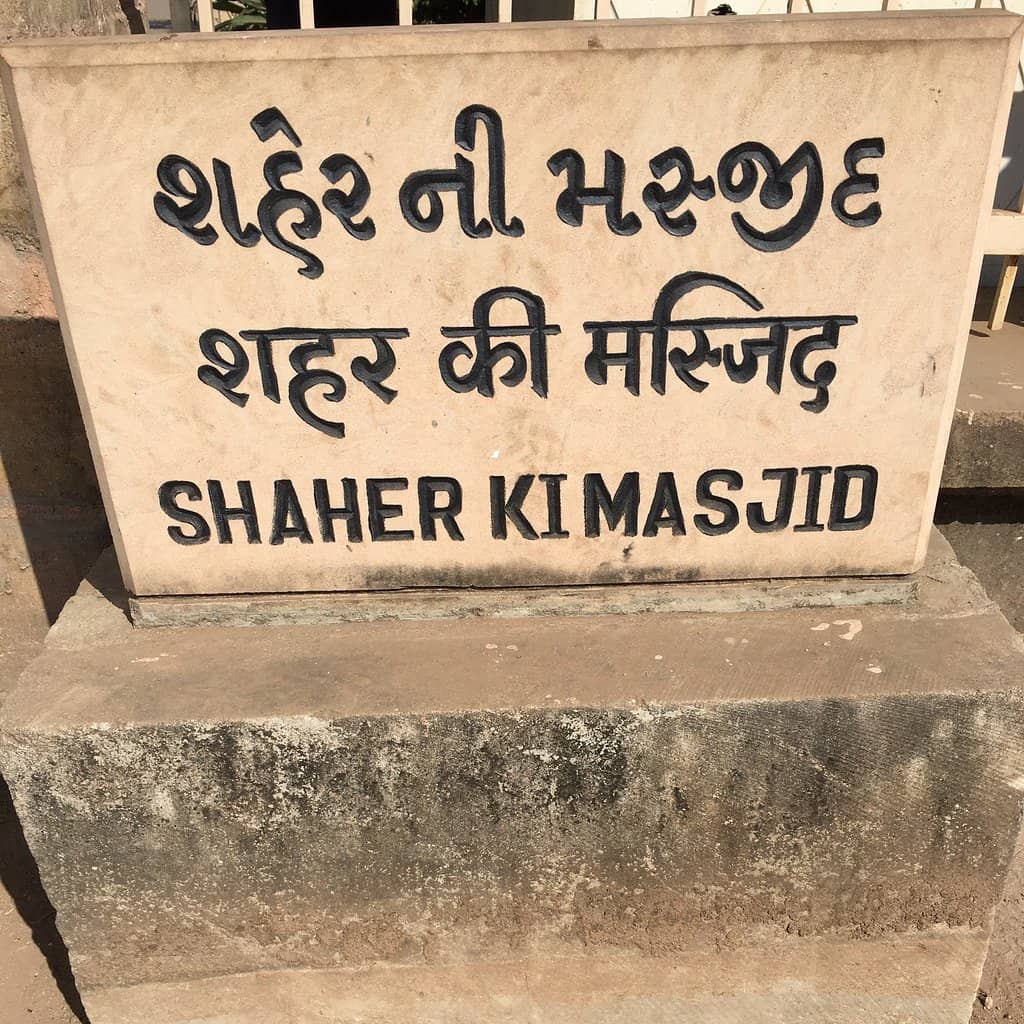 શહેર ની મસ્જીદ
शहर की मस्जिद
SHAHER KI MASJID